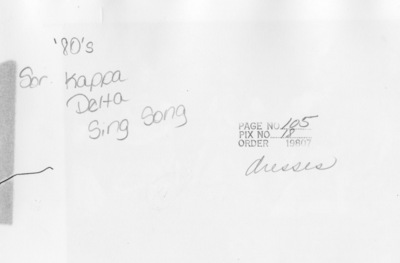 '80's
Sor. Kappa
Delta
Sing Song
PAGE NO. 105
PIX NO. 18
ORDER 19807
dresses